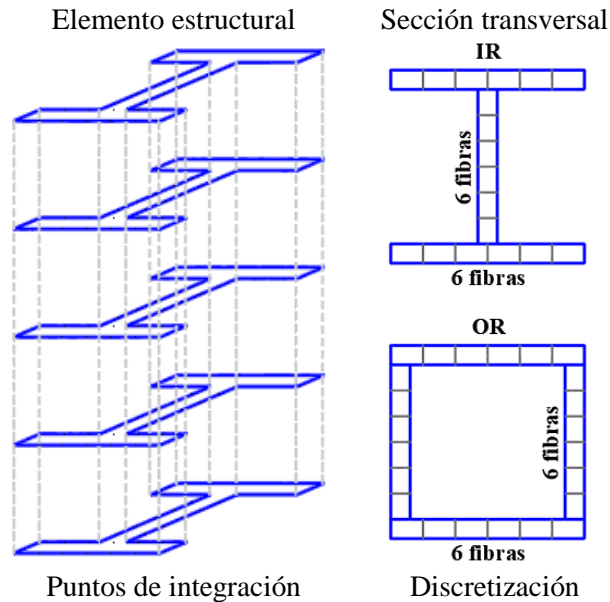 Elemento estructural
Sección transversal
IR
6 fibras
6 fibras
OR
6 fibras
6 fibras
Puntos de integración
Discretización